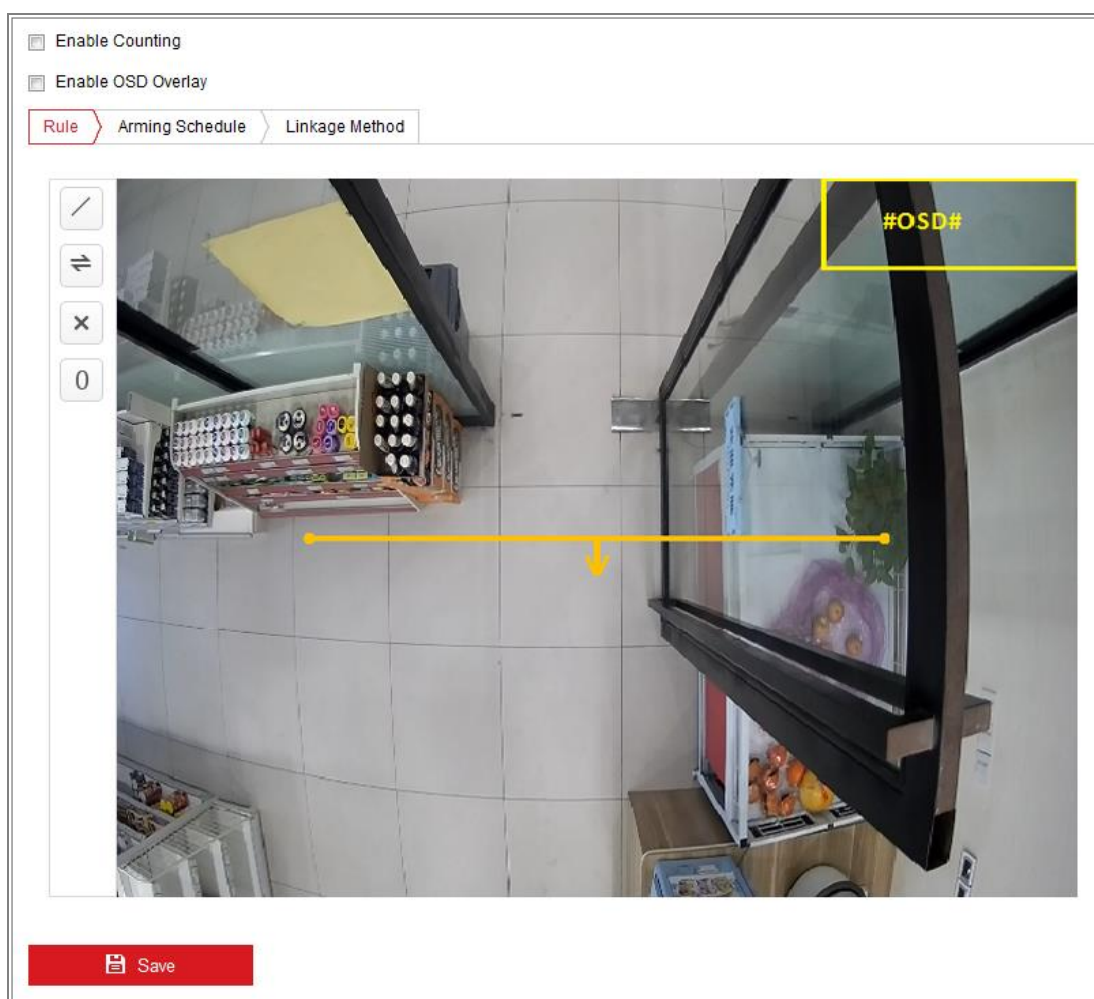 Enable Counting
Enable OSD Overlay
Rule
Arming Schedule
Linkage Method
#OSD#
0
Save